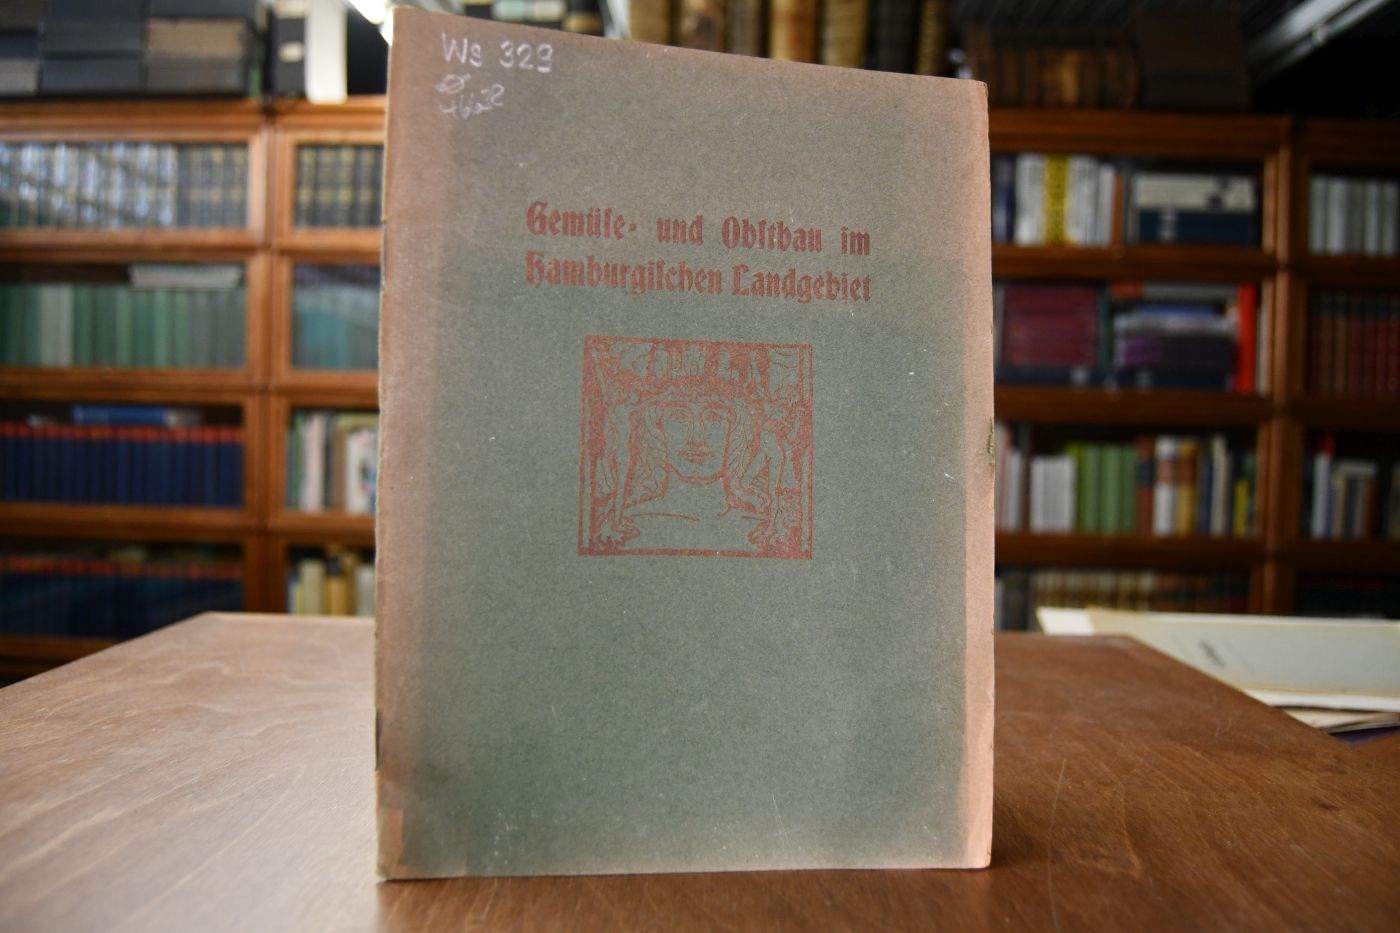 Ws 323
Gemüſe- und Obſtbau im
Hamburgiſchen Landgebiet